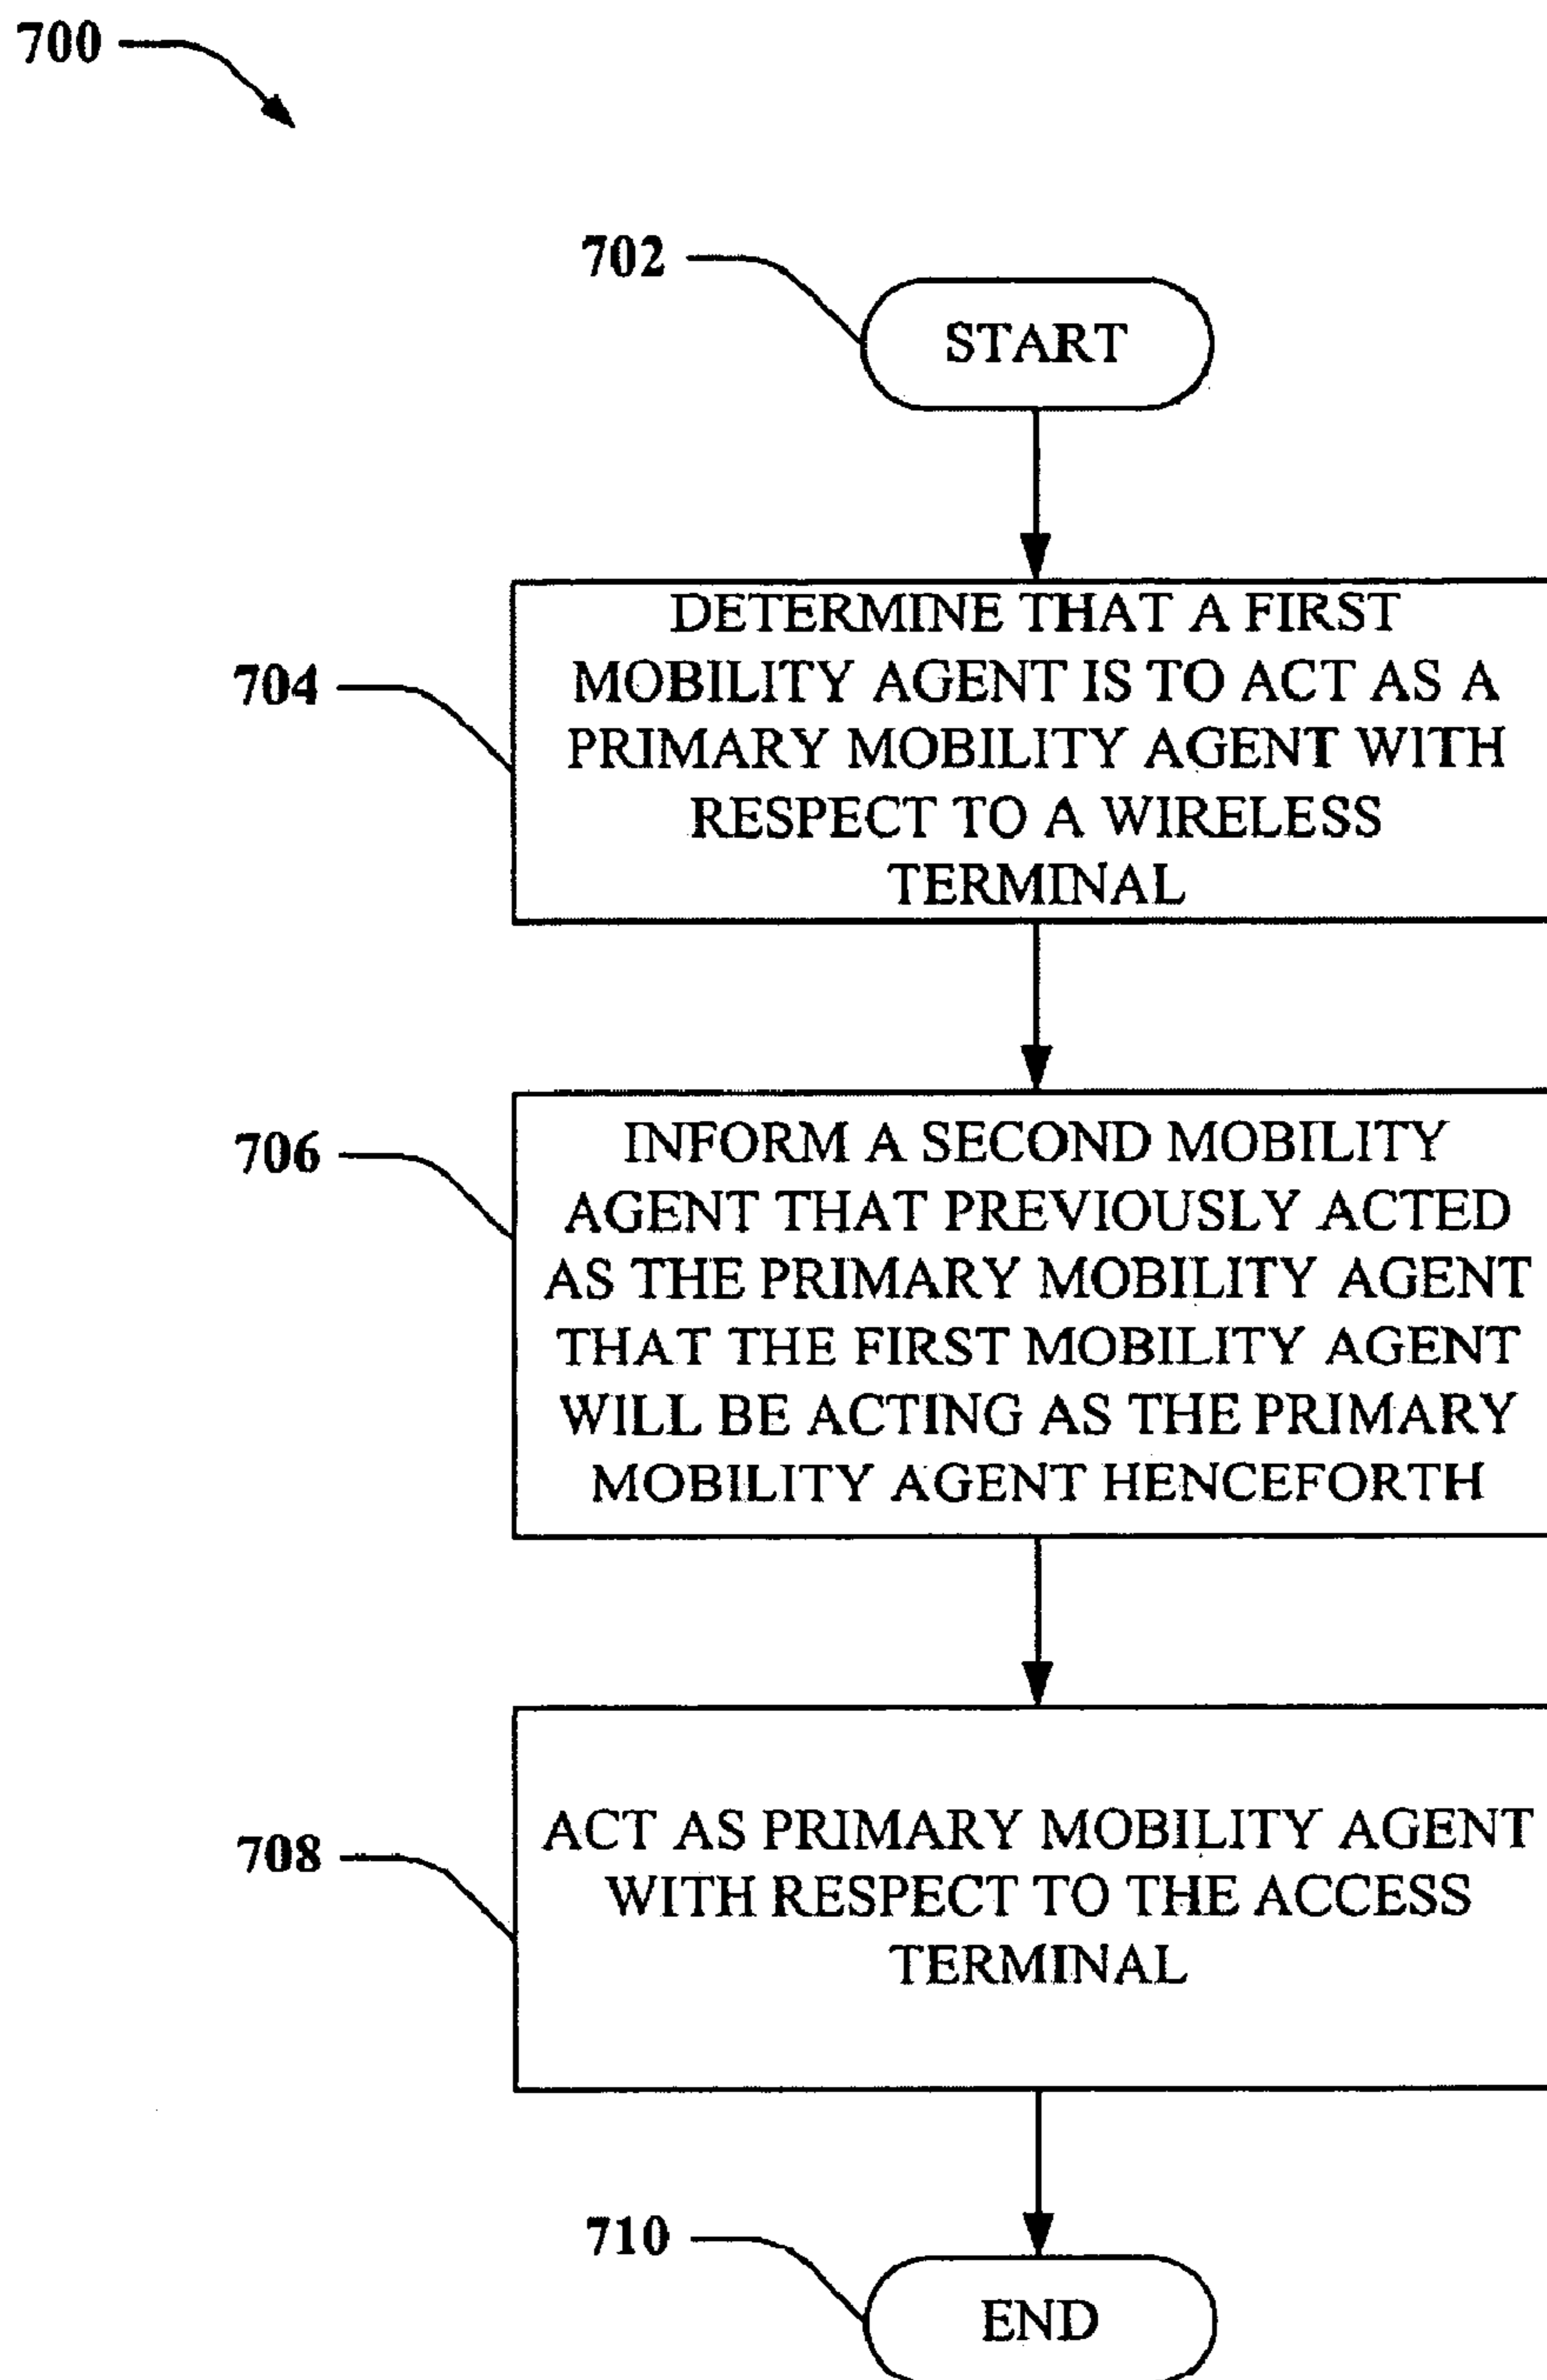 700
702
START
704
DETERMINE THAT A FIRST
MOBILITY AGENT IS TO ACT AS A
PRIMARY MOBILITY AGENT WITH
RESPECT TO A WIRELESS
TERMINAL
706
INFORM A SECOND MOBILITY
AGENT THAT PREVIOUSLY ACTED
AS THE PRIMARY MOBILITY AGENT
THAT THE FIRST MOBILITY AGENT
WILL BE ACTING AS THE PRIMARY
MOBILITY AGENT HENCEFORTH
708
ACT AS PRIMARY MOBILITY AGENT
WITH RESPECT TO THE ACCESS
TERMINAL
710
END